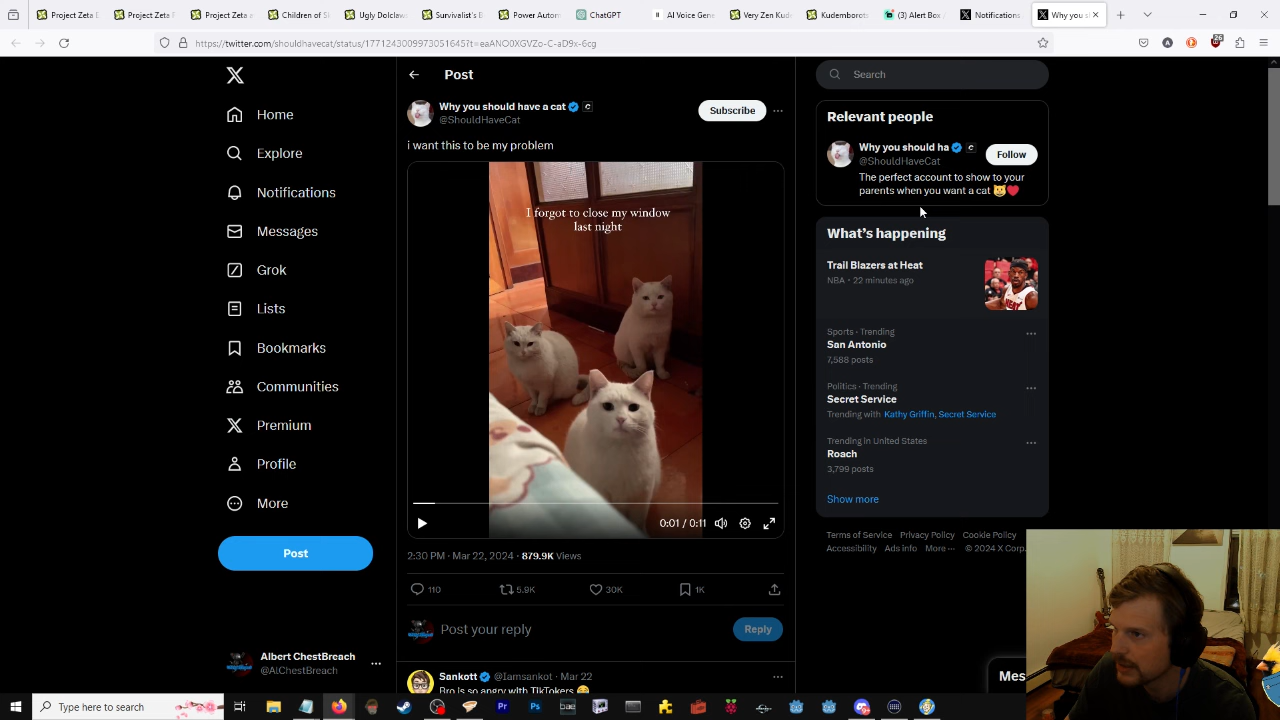 Project Zeta D
Project Zeta D
Project Zeta D
Children of Si
Ugly Dolclaw
Survivalist's B
Power Autom
ChatGPT
AI Voice Gene
Very Zen Kudz
Kudembarots
(3) Alert Box /
Notifications
Why you sl
https://twitter.com/shouldhavecat/status/1771243009973051645?t=eaANO9XGVZo-C-aD9x-6cg
26
Home
Explore
Notifications
Messages
Grok
Lists
Bookmarks
Communities
Premium
Profile
More
Post
Albert ChestBreach
@AlChestBreach
Post
Why you should have a cat
@ShouldHaveCat
Subscribe
i want this to be my problem
I forgot to close my window
last night
0:01 / 0:11
2:30 PM · Mar 22, 2024 · 879.9K Views
110 5.9K 30K 1K
Post your reply
Reply
Sankott @Iamsankot · Mar 22
Bro is so angry with TikTokers
Search
Relevant people
Why you should ha
@ShouldHaveCat
Follow
The perfect account to show to your
parents when you want a cat
What's happening
Trail Blazers at Heat
NBA · 22 minutes ago
Sports · Trending
San Antonio
7,588 posts
Politics · Trending
Secret Service
Trending with Kathy Griffin, Secret Service
Trending in United States
Roach
3,799 posts
Show more
Terms of Service Privacy Policy Cookie Policy
Accessibility Ads info More ··· © 2024 X Corp.
Mes
Type here to search